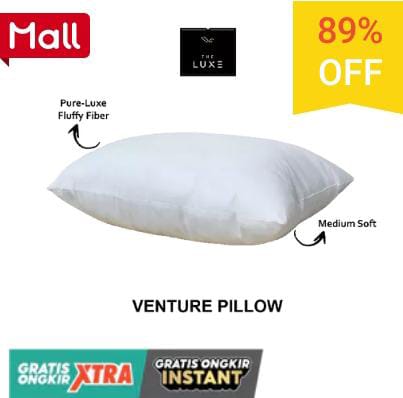 Mall
THE
LUXE
89%
OFF
Pure-Luxe
Fluffy Fiber
Medium Soft
VENTURE PILLOW
GRATIS
ONGKIR
XTRA
GRATIS ONGKIR
INSTANT